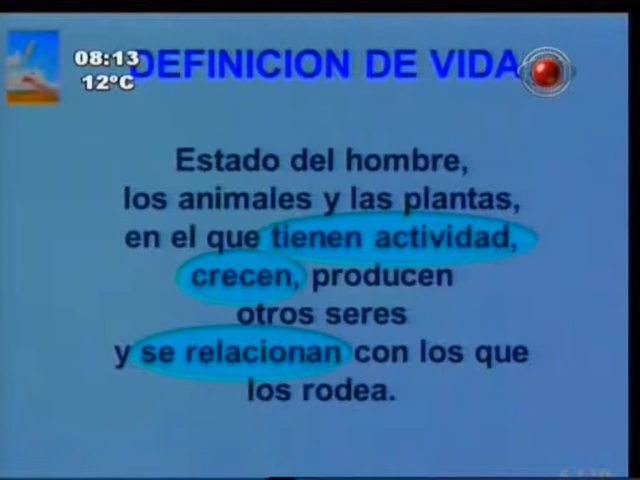 08:13
12ºC
DEFINICION DE VIDA
Estado del hombre,
los animales y las plantas,
en el que tienen actividad,
crecen, producen
otros seres
y se relacionan con los que
los rodea.